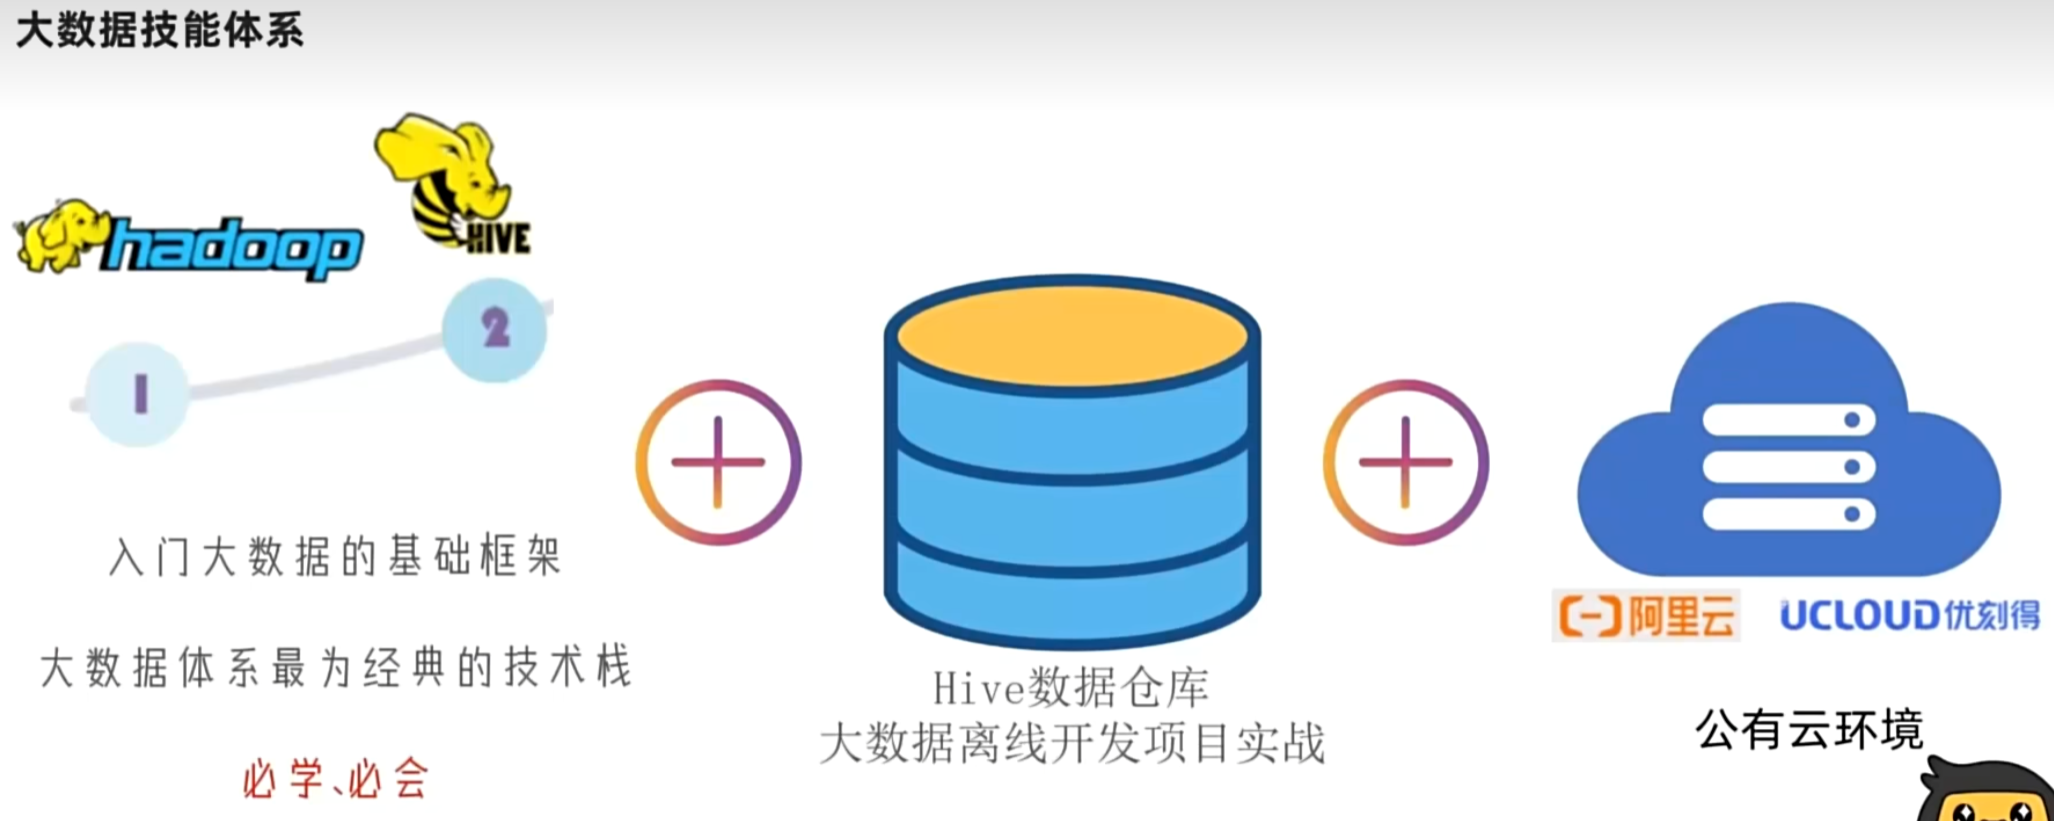 大数据技能体系
hadoop
HIVE
1
2
入门大数据的基础框架
大数据体系最为经典的技术栈
必学、必会
Hive数据仓库
大数据离线开发项目实战
阿里云
UCLOUD优刻得
公有云环境